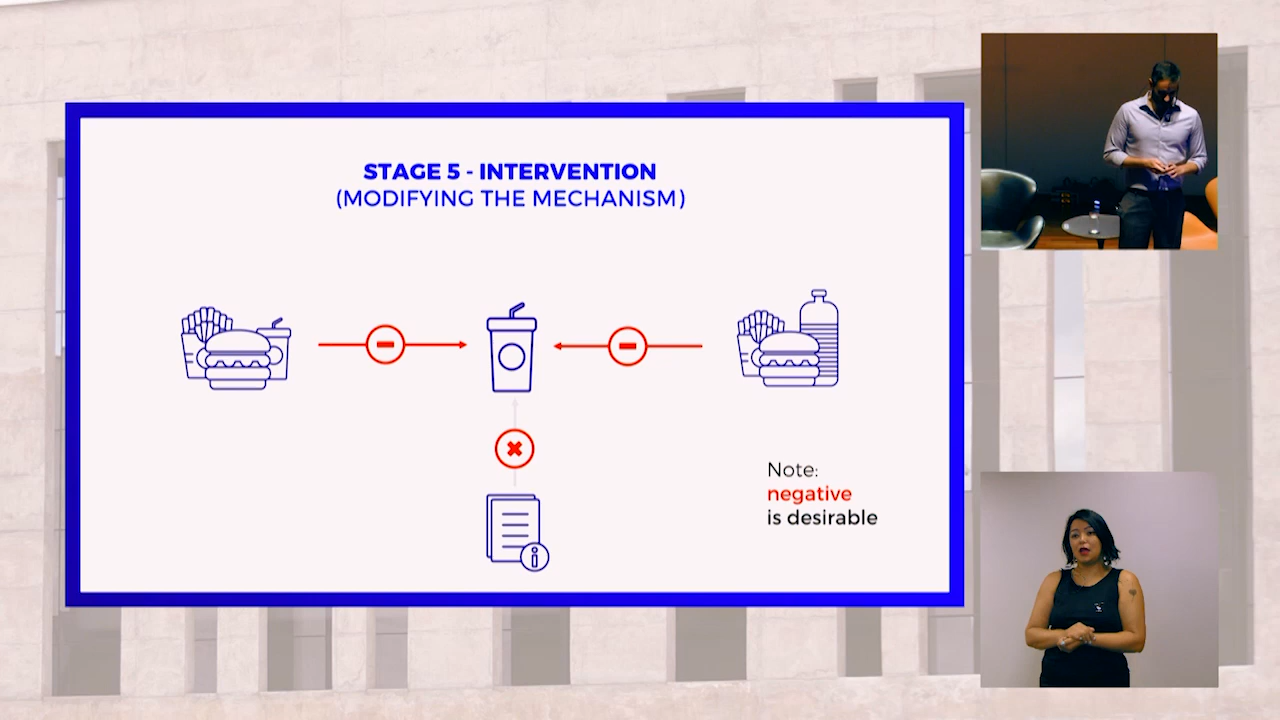 STAGE 5 - INTERVENTION
(MODIFYING THE MECHANISM)
Note:
negative
is desirable